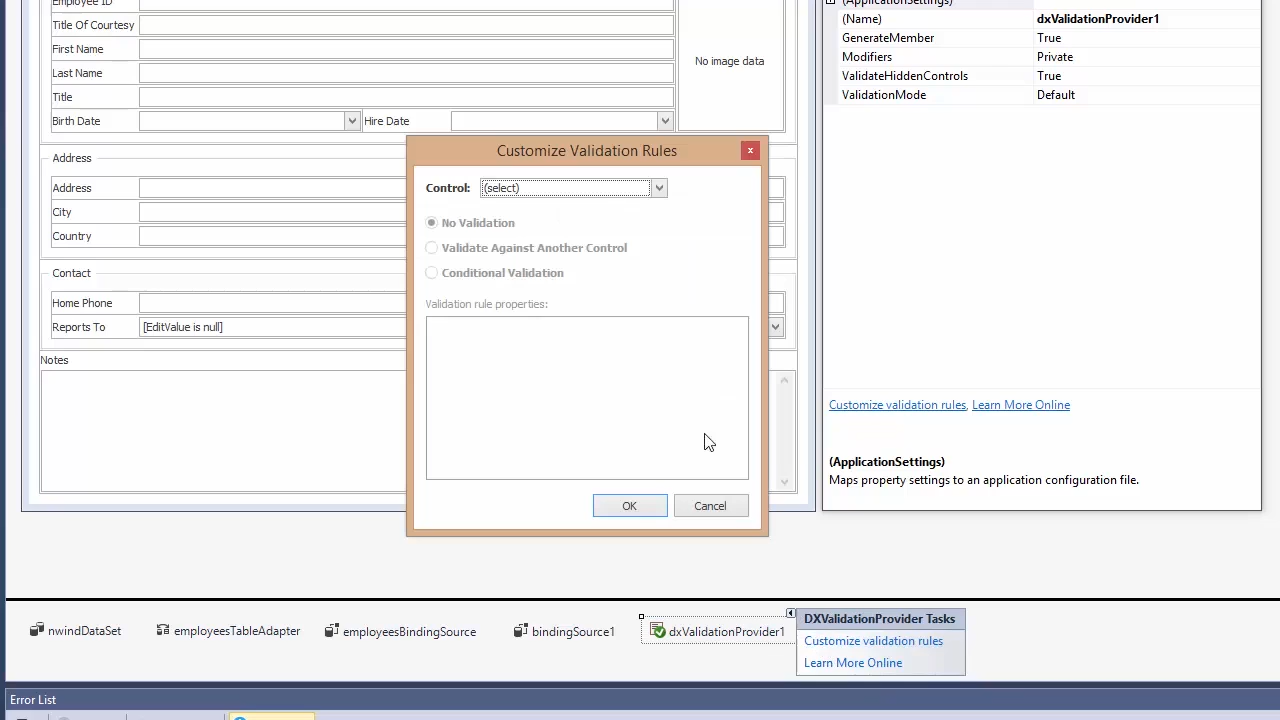 Employee ID
Title Of Courtesy
First Name
Last Name
Title
Birth Date
Hire Date
No image data
Address
Address
City
Country
Contact
Home Phone
Reports To
[EditValue is null]
Notes
Customize Validation Rules
x
Control:
(select)
No Validation
Validate Against Another Control
Conditional Validation
Validation rule properties:
OK
Cancel
(ApplicationSettings)
(Name)
dxValidationProvider1
GenerateMember
True
Modifiers
Private
ValidateHiddenControls
True
ValidationMode
Default
Customize validation rules, Learn More Online
(ApplicationSettings)
Maps property settings to an application configuration file.
nwindDataSet
employeesTableAdapter
employeesBindingSource
bindingSource1
dxValidationProvider1
DXValidationProvider Tasks
Customize validation rules
Learn More Online
Error List